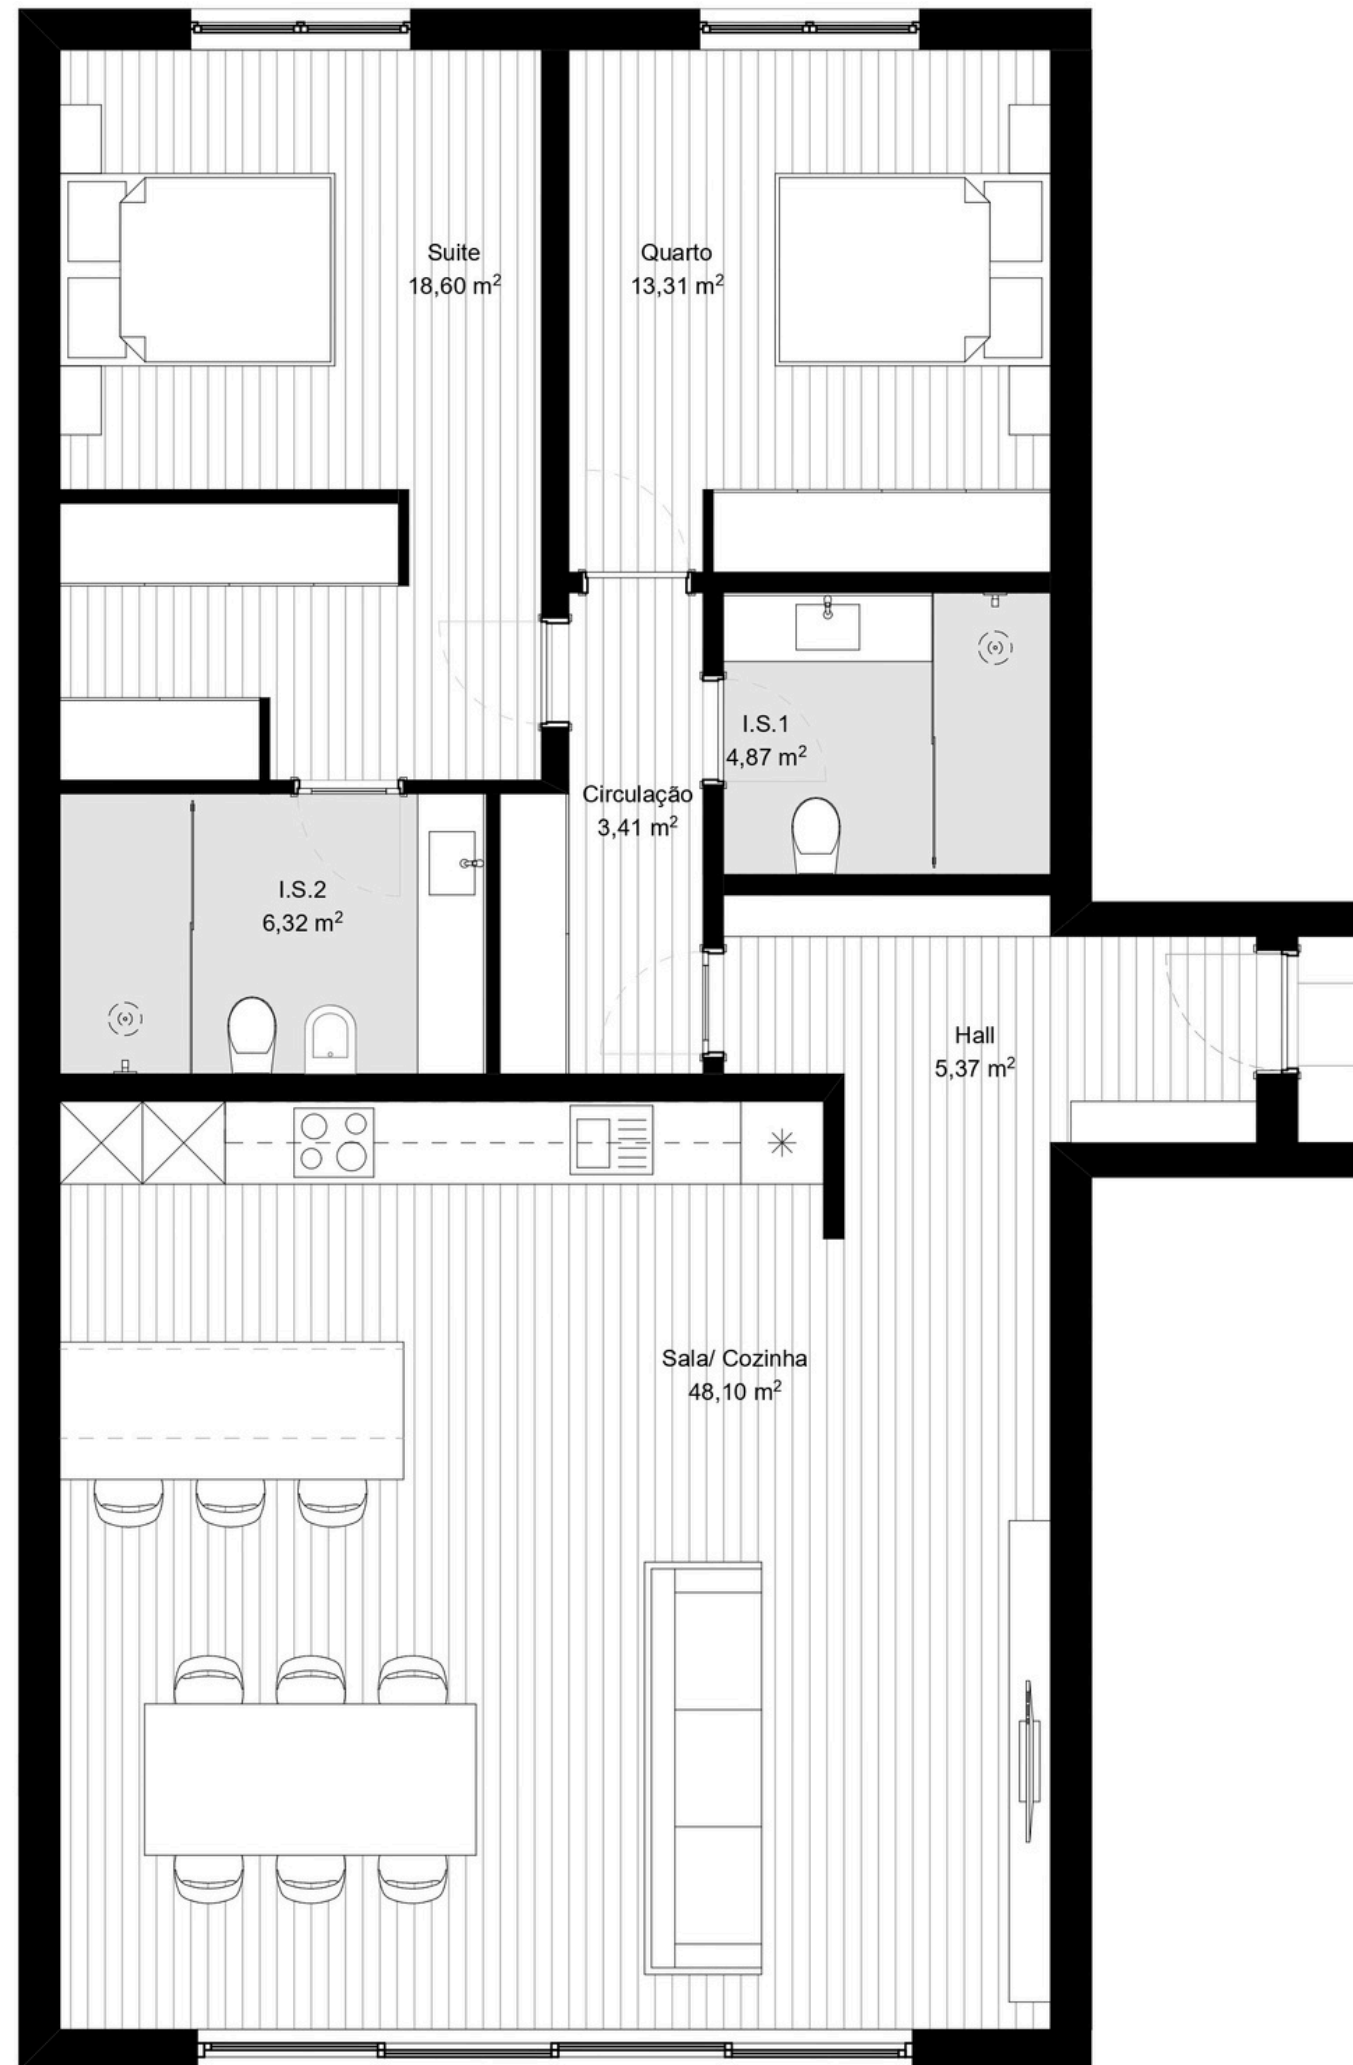 Suite
18,60 m²
Quarto
13,31 m²
I.S.1
4,87 m²
Circulação
3,41 m²
I.S.2
6,32 m²
Hall
5,37 m²
Sala/ Cozinha
48,10 m²